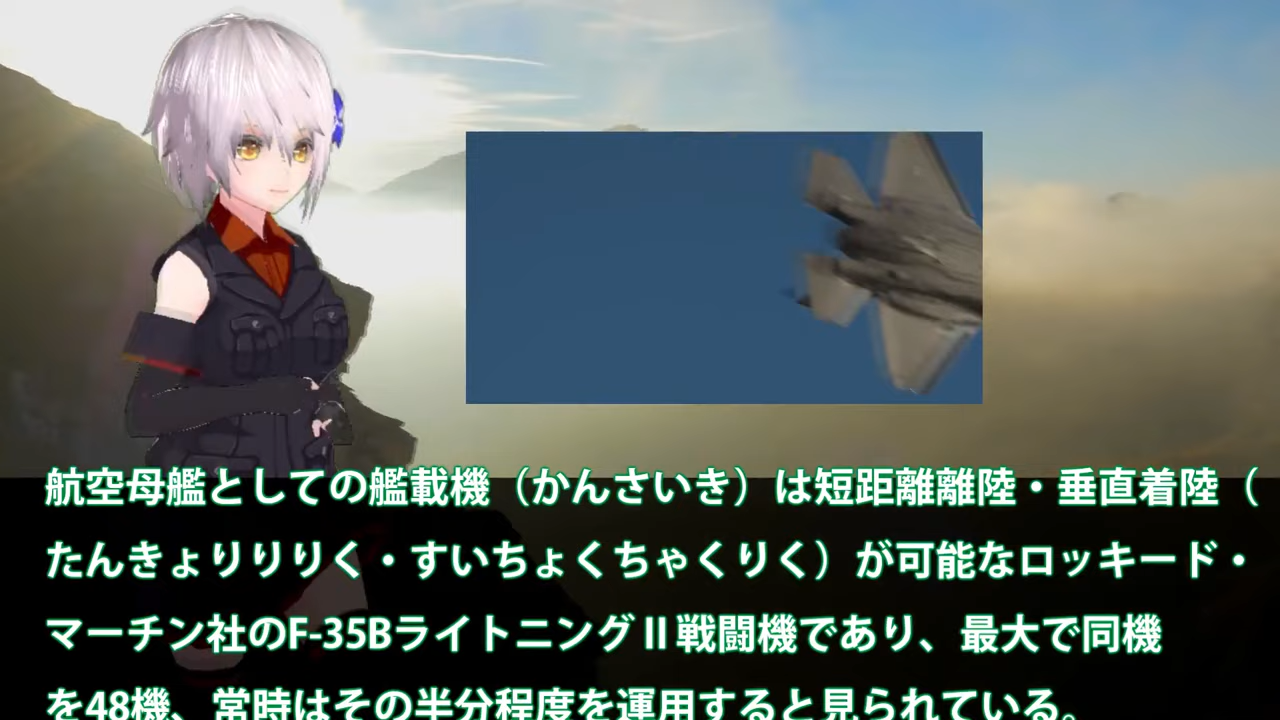 航空母艦としての艦載機（かんさいき）は短距離離陸・垂直着陸（
たんきょりりりく・すいちょくちゃくりく）が可能なロッキード・
マーチン社のF-35BライトニングⅡ戦闘機であり、最大で同機
を48機、常時はその半分程度を運用すると見られている。